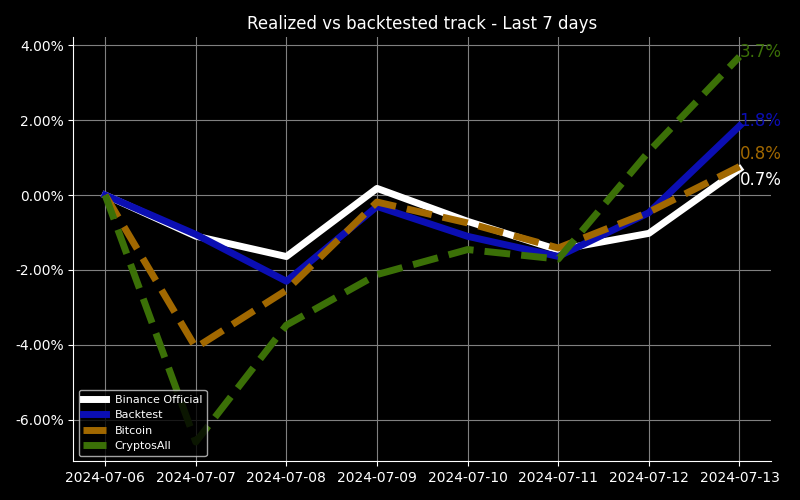 Realized vs backtested track - Last 7 days
4.00%
2.00%
0.00%
-2.00%
-4.00%
-6.00%
3.7%
1.8%
0.8%
0.7%
Binance Official
Backtest
Bitcoin
CryptosAll
2024-07-06 2024-07-07 2024-07-08 2024-07-09 2024-07-10 2024-07-11 2024-07-12 2024-07-13